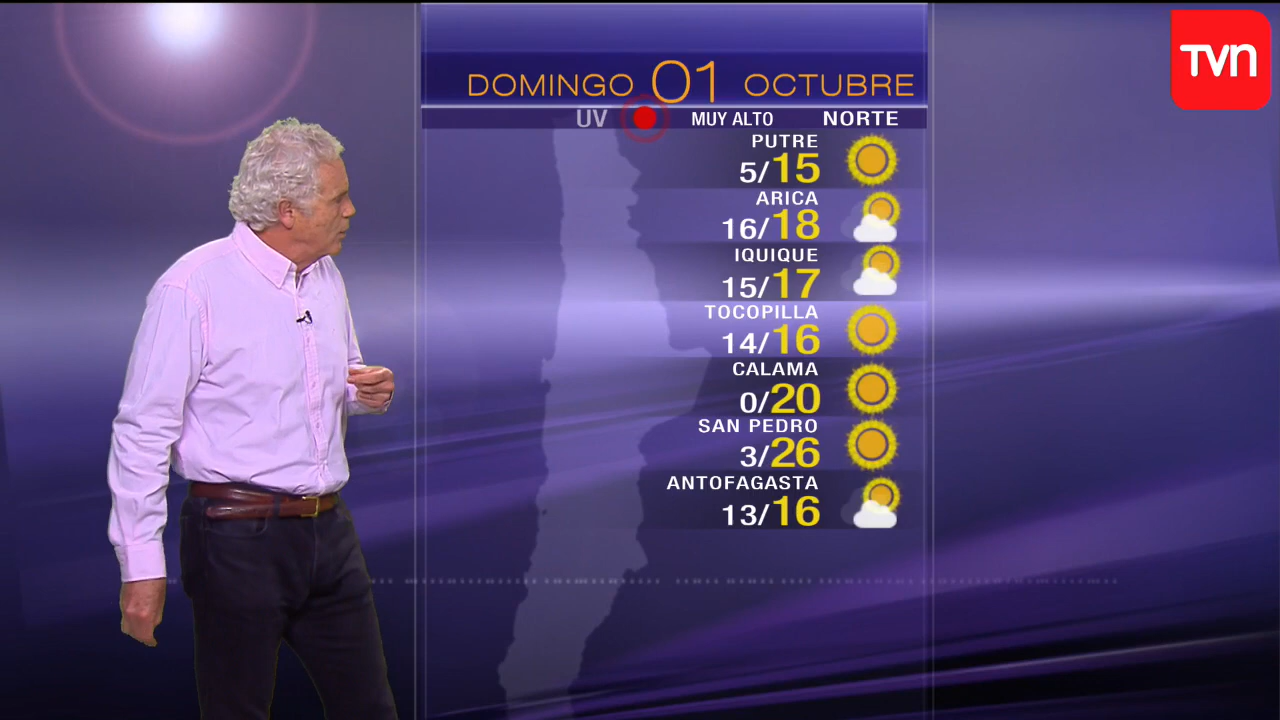 DOMINGO 01 OCTUBRE
TVN
UV MUY ALTO NORTE
PUTRE
5/15
ARICA
16/18
IQUIQUE
15/17
TOCOPILLA
14/16
CALAMA
0/20
SAN PEDRO
3/26
ANTOFAGASTA
13/16